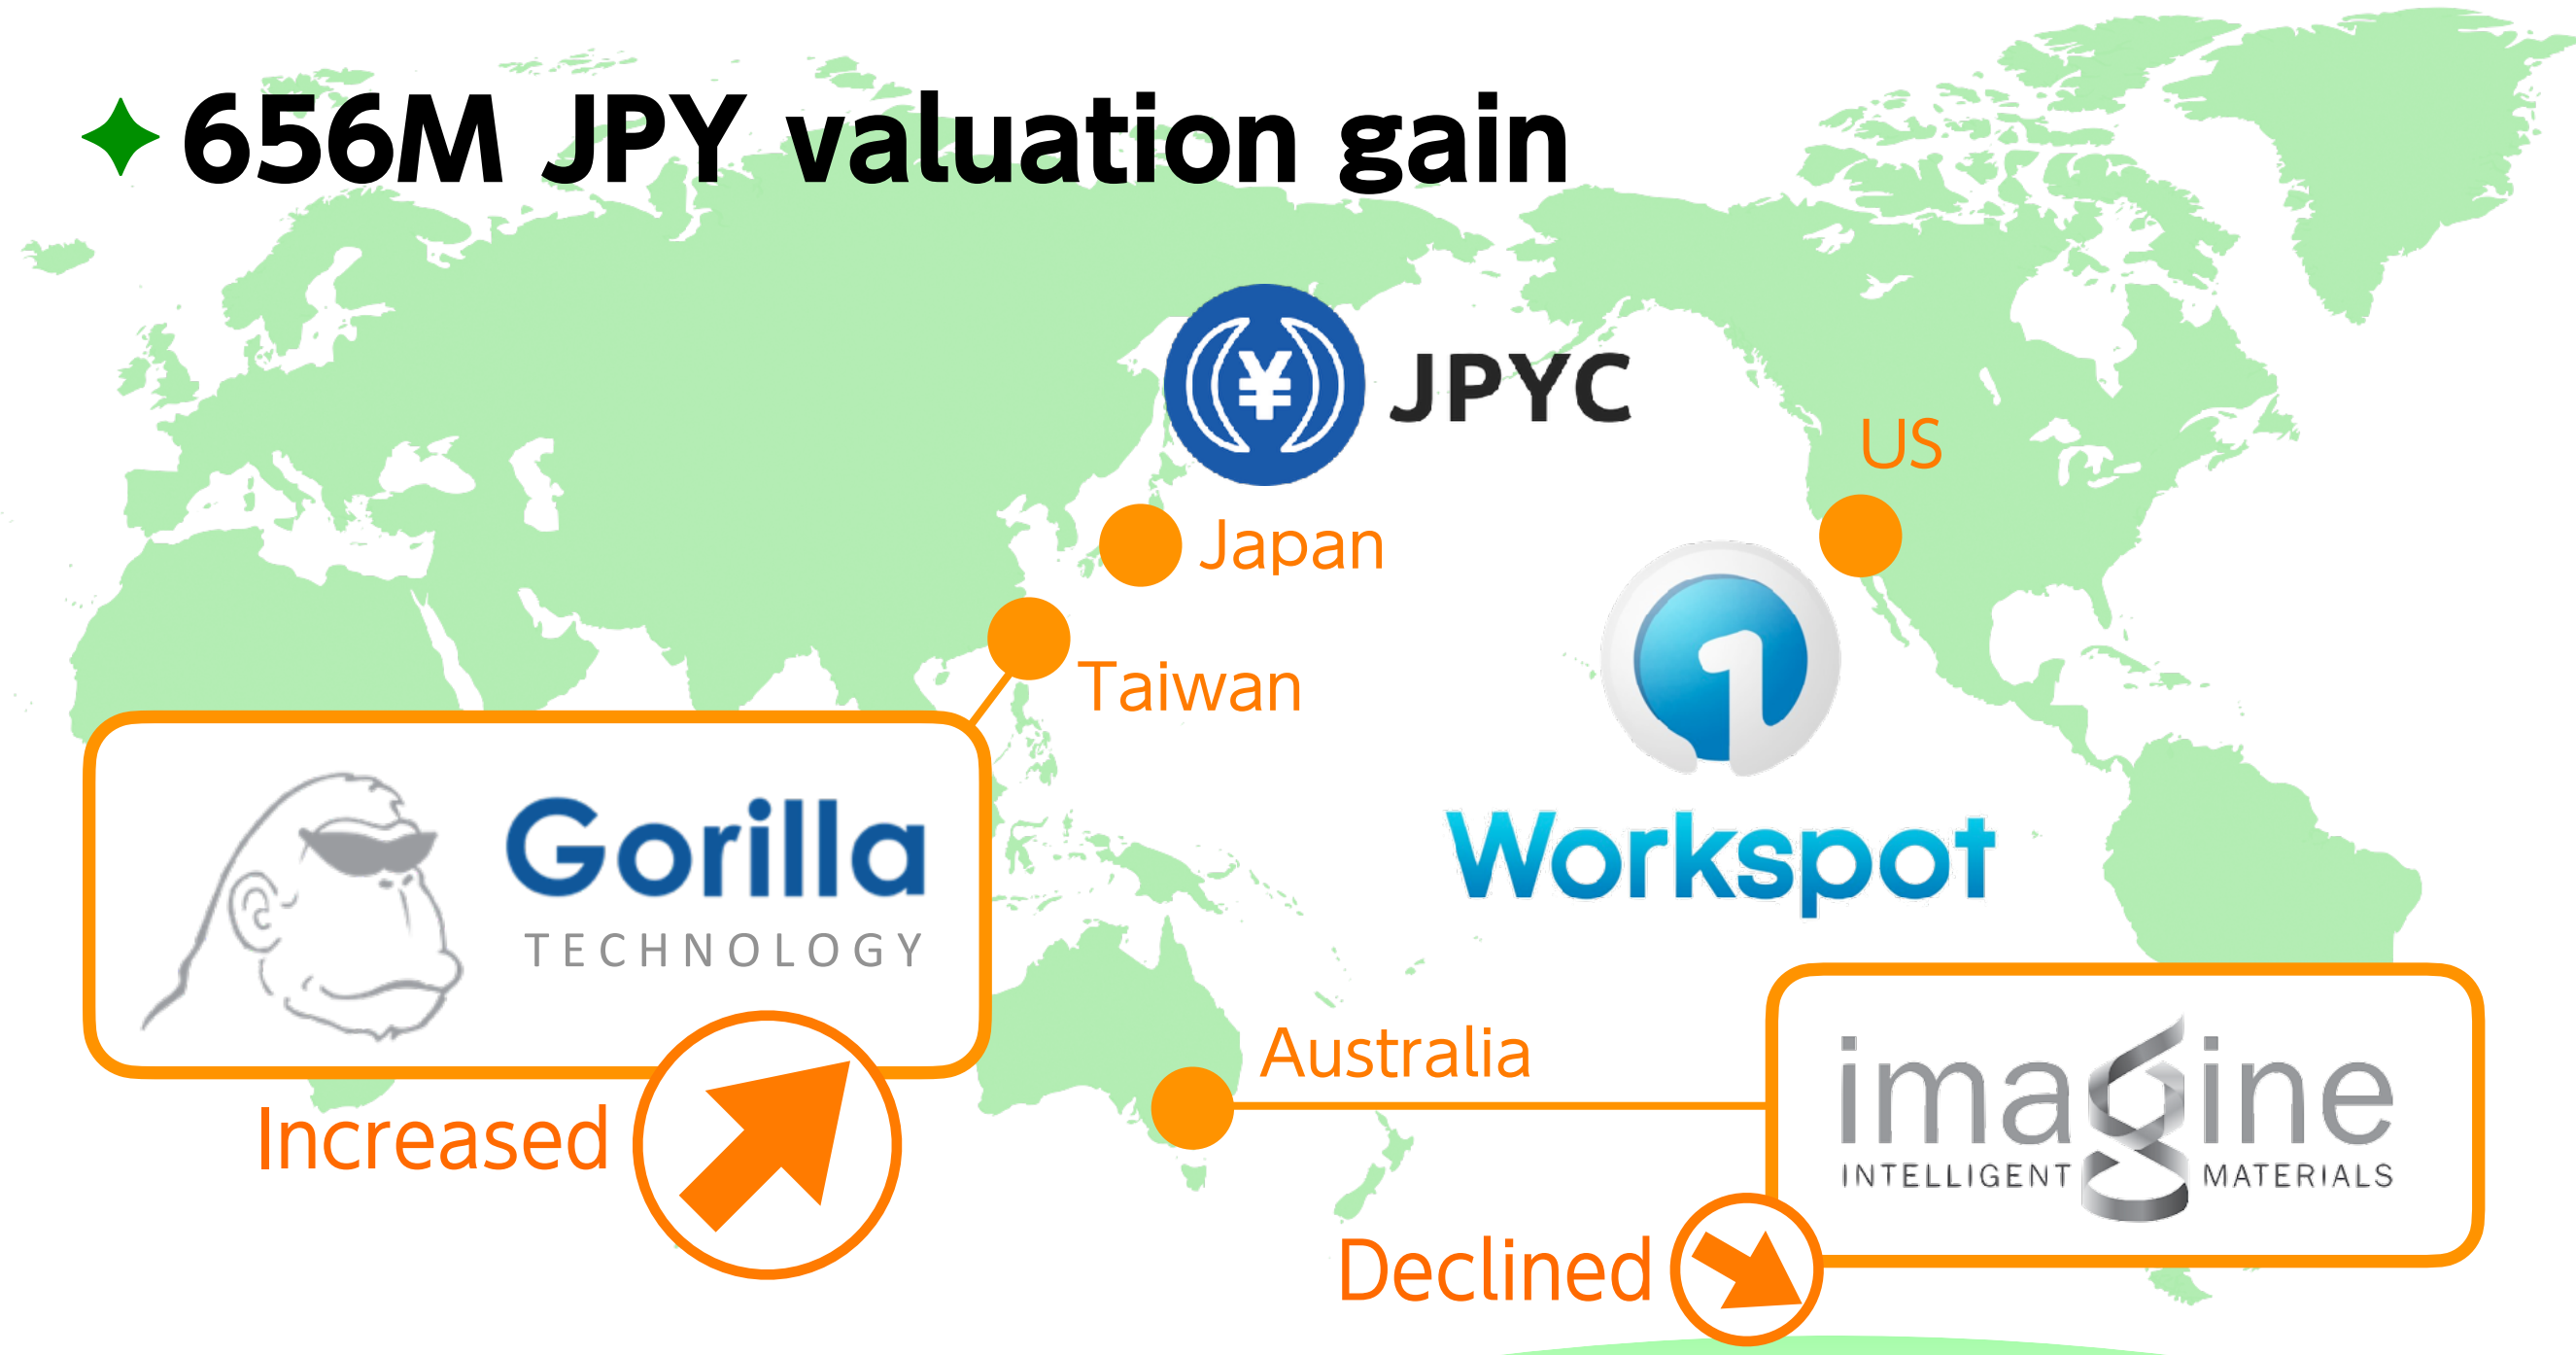 656M JPY valuation gain
JPYC
US
Japan
Taiwan
Workspot
Gorilla
TECHNOLOGY
Australia
imagine
INTELLIGENT MATERIALS
Increased
Declined